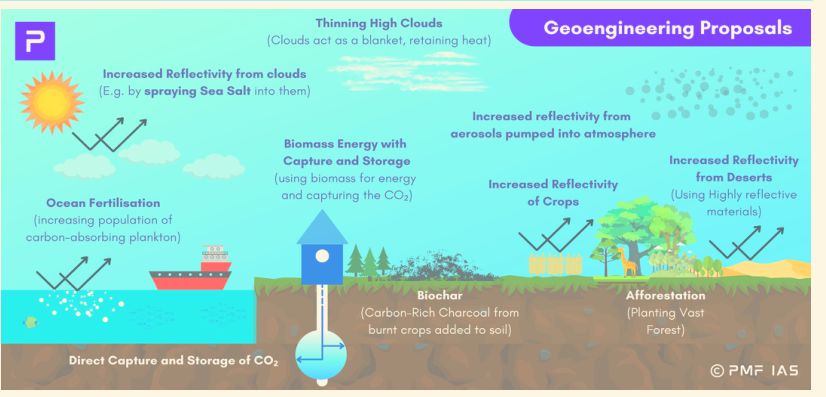 P
Thinning High Clouds
(Clouds act as a blanket, retaining heat)
Geoengineering Proposals
Increased Reflectivity from clouds
(E.g. by spraying Sea Salt into them)
Increased reflectivity from
aerosols pumped into atmosphere
Biomass Energy with
Capture and Storage
(using biomass for energy
and capturing the CO₂)
Increased Reflectivity
from Deserts
(Using Highly reflective
materials)
Increased Reflectivity
of Crops
Ocean Fertilisation
(increasing population of
carbon-absorbing plankton)
Biochar
(Carbon-Rich Charcoal from
burnt crops added to soil)
Afforestation
(Planting Vast
Forest)
Direct Capture and Storage of CO₂
© PMF IAS